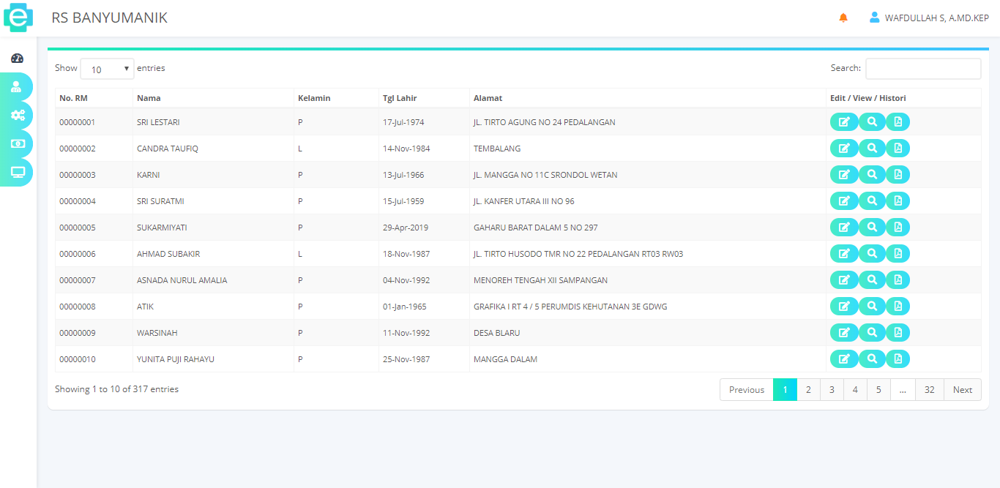 RS BANYUMANIK
WAFDULLAH S, A.MD.KEP
Show 10 entries
Search:
No. RM Nama Kelamin Tgl Lahir Alamat Edit / View / Histori
00000001 SRI LESTARI P 17-Jul-1974 JL. TIRTO AGUNG NO 24 PEDALANGAN
00000002 CANDRA TAUFIQ L 14-Nov-1984 TEMBALANG
00000003 KARNI P 13-Jul-1966 JL. MANGGA NO 11C SRONDOL WETAN
00000004 SRI SURATMI P 15-Jul-1959 JL. KANFER UTARA III NO 96
00000005 SUKARMIYATI P 29-Apr-2019 GAHARU BARAT DALAM 5 NO 297
00000006 AHMAD SUBAKIR L 18-Nov-1987 JL. TIRTO HUSODO TMR NO 22 PEDALANGAN RT03 RW03
00000007 ASNADA NURUL AMALIA P 04-Nov-1992 MENOREH TENGAH XII SAMPANGAN
00000008 ATIK P 01-Jan-1965 GRAFIKA I RT 4 / 5 PERUMDIS KEHUTANAN 3E GDWG
00000009 WARSINAH P 11-Nov-1992 DESA BLARU
00000010 YUNITA PUJI RAHAYU P 25-Nov-1987 MANGGA DALAM
Showing 1 to 10 of 317 entries
Previous 1 2 3 4 5 ... 32 Next